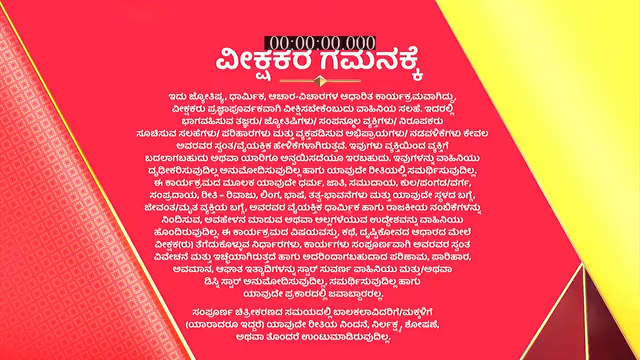 00:00:00.000
ವೀಕ್ಷಕರ ಗಮನಕ್ಕೆ
ಇದು ಜ್ಯೋತಿಷ್ಯ, ಧಾರ್ಮಿಕ, ಆಚಾರ-ವಿಚಾರಗಳ ಆಧಾರಿತ ಕಾರ್ಯಕ್ರಮವಾಗಿದ್ದು,
ವೀಕ್ಷಕರು ಪ್ರಜ್ಞಾಪೂರ್ವಕವಾಗಿ ವೀಕ್ಷಿಸಬೇಕೆಂಬುದು ವಾಹಿನಿಯ ಸಲಹೆ. ಇದರಲ್ಲಿ
ಭಾಗವಹಿಸುವ ತಜ್ಞರು/ ಜ್ಯೋತಿಷಿಗಳು/ ಸಂಪನ್ಮೂಲ ವ್ಯಕ್ತಿಗಳು/ ನಿರೂಪಕರು
ಸೂಚಿಸುವ ಸಲಹೆಗಳು/ ಪರಿಹಾರಗಳು ಮತ್ತು ವ್ಯಕ್ತಪಡಿಸುವ ಅಭಿಪ್ರಾಯಗಳು/ ನಡವಳಿಕೆಗಳು ಕೇವಲ
ಅವರವರ ಸ್ವಂತ/ವೈಯಕ್ತಿಕ ಹೇಳಿಕೆಗಳಾಗಿರುತ್ತವೆ. ಇವುಗಳು ವ್ಯಕ್ತಿಯಿಂದ ವ್ಯಕ್ತಿಗೆ
ಬದಲಾಗಬಹುದು ಅಥವಾ ಯಾರಿಗೂ ಅನ್ವಯಿಸದೆಯೂ ಇರಬಹುದು. ಇವುಗಳನ್ನು ವಾಹಿನಿಯು
ದೃಢೀಕರಿಸುವುದಿಲ್ಲ ಅನುಮೋದಿಸುವುದಿಲ್ಲ ಹಾಗೂ ಯಾವುದೇ ರೀತಿಯಲ್ಲಿ ಸಮರ್ಥಿಸುವುದಿಲ್ಲ.
ಈ ಕಾರ್ಯಕ್ರಮದ ಮೂಲಕ ಯಾವುದೇ ಧರ್ಮ, ಜಾತಿ, ಸಮುದಾಯ, ಕುಲ/ಪಂಗಡ/ವರ್ಗ,
ಸಂಪ್ರದಾಯ, ರೀತಿ – ರಿವಾಜು, ಲಿಂಗ, ಭಾಷೆ, ತತ್ವ-ಭಾವನೆಗಳು ಮತ್ತು ಯಾವುದೇ ಸ್ಥಳದ ಬಗ್ಗೆ,
ಜೀವಂತ/ಮೃತ ವ್ಯಕ್ತಿಯ ಬಗ್ಗೆ, ಅವರವರ ವೈಯಕ್ತಿಕ ಧಾರ್ಮಿಕ ಹಾಗು ರಾಜಕೀಯ ನಂಬಿಕೆಗಳನ್ನು
ನಿಂದಿಸುವ, ಅವಹೇಳನ ಮಾಡುವ ಅಥವಾ ಅಲ್ಲಗಳೆಯುವ ಉದ್ದೇಶವನ್ನು ವಾಹಿನಿಯು
ಹೊಂದಿರುವುದಿಲ್ಲ. ಈ ಕಾರ್ಯಕ್ರಮದ ವಿಷಯವಸ್ತು, ಕಥೆ, ದೃಷ್ಟಿಕೋನದ ಆಧಾರದ ಮೇಲೆ
ವೀಕ್ಷಕ(ರು) ತೆಗೆದುಕೊಳ್ಳುವ ನಿರ್ಧಾರಗಳು, ಕಾರ್ಯಗಳು ಸಂಪೂರ್ಣವಾಗಿ ಅವರವರ ಸ್ವಂತ
ವಿವೇಚನೆ ಮತ್ತು ಇಚ್ಛೆಯಾಗಿರುತ್ತದೆ ಹಾಗು ಅದರಿಂದಾಗಬಹುದಾದ ಪರಿಣಾಮ, ಪಾರಿಹಾರ,
ಅವಮಾನ, ಆಘಾತ ಇತ್ಯಾದಿಗಳನ್ನು ಸ್ಟಾರ್ ಸುವರ್ಣ ವಾಹಿನಿಯು ಮತ್ತು/ಅಥವಾ
ಡಿಸ್ನಿ ಸ್ಟಾರ್ ಅನುಮೋದಿಸುವುದಿಲ್ಲ, ಸಮರ್ಥಿಸುವುದಿಲ್ಲ ಹಾಗು
ಯಾವುದೇ ಪ್ರಕಾರದಲ್ಲಿ ಜವಾಬ್ದಾರರಲ್ಲ.
ಸಂಪೂರ್ಣ ಚಿತ್ರೀಕರಣದ ಸಮಯದಲ್ಲಿ ಬಾಲಕಲಾವಿದರಿಗೆ/ಮಕ್ಕಳಿಗೆ
(ಯಾರಾದರೂ ಇದ್ದರೆ) ಯಾವುದೇ ರೀತಿಯ ನಿಂದನೆ, ನಿರ್ಲಕ್ಷ್ಯ, ಶೋಷಣೆ,
ಅಥವಾ ತೊಂದರೆ ಉಂಟುಮಾಡಿರುವುದಿಲ್ಲ.